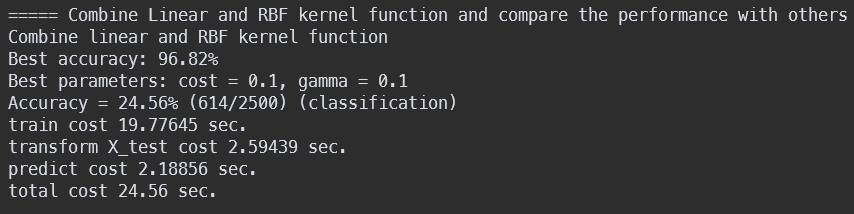 ===== Combine Linear and RBF kernel function and compare the performance with others
Combine linear and RBF kernel function
Best accuracy: 96.82%
Best parameters: cost = 0.1, gamma = 0.1
Accuracy = 24.56% (614/2500) (classification)
train cost 19.77645 sec.
transform X_test cost 2.59439 sec.
predict cost 2.18856 sec.
total cost 24.56 sec.